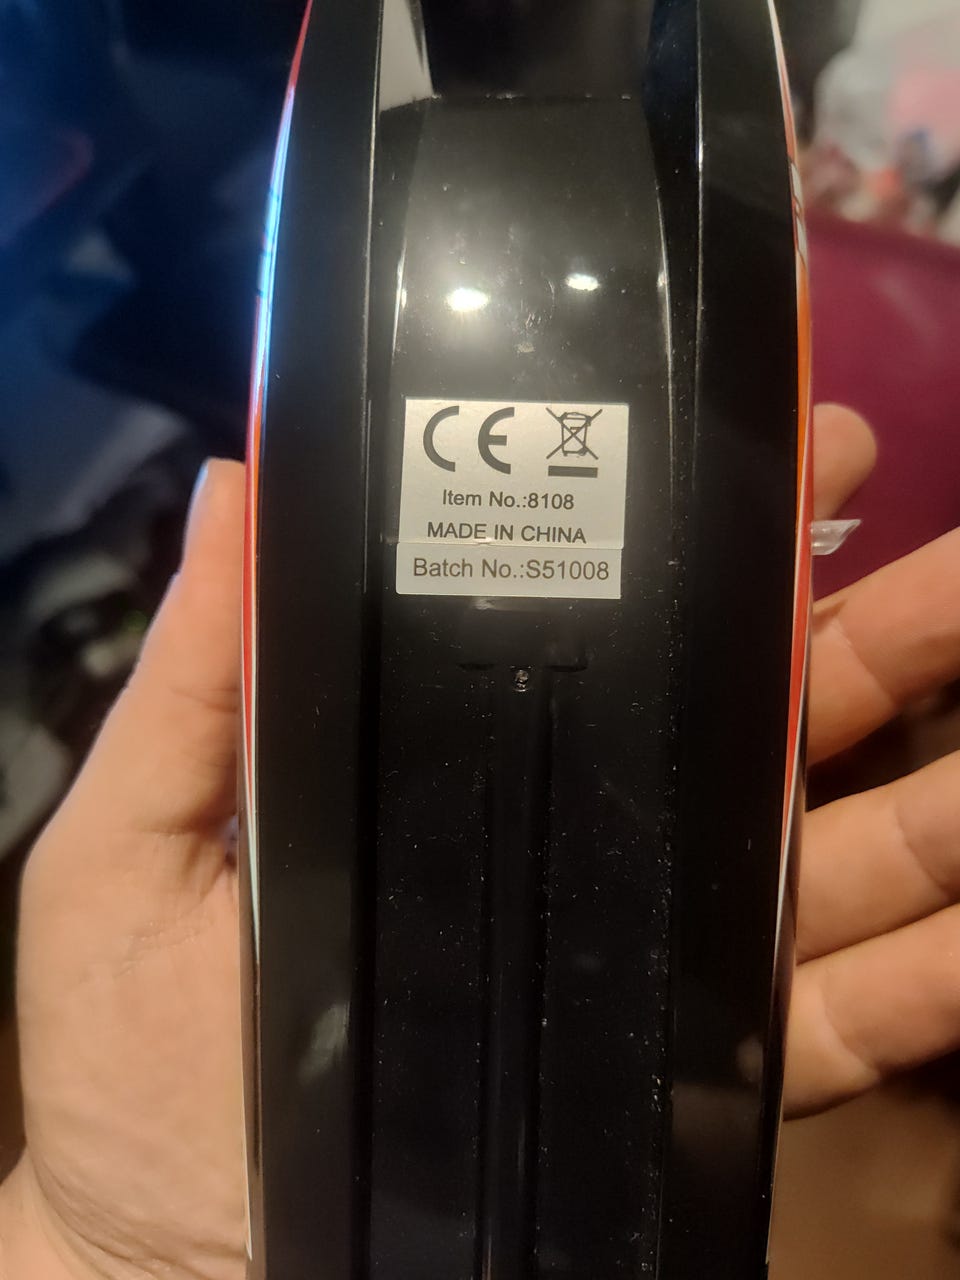 CE
Item No.:8108
MADE IN CHINA
Batch No.:S51008